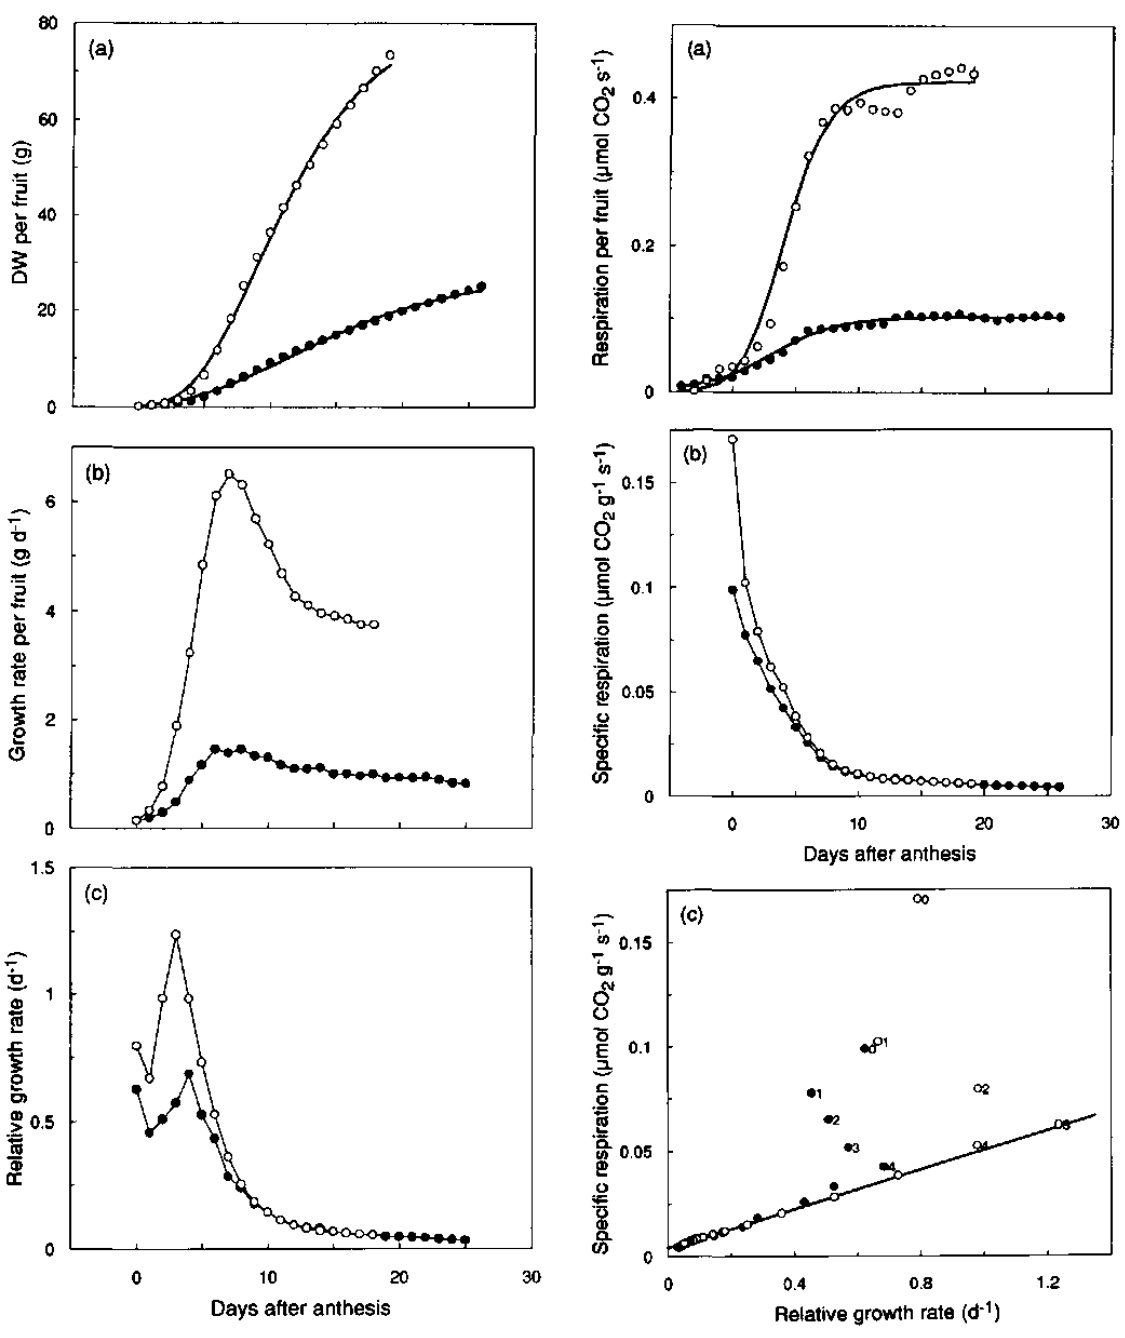 (a)
80
60
40
20
0
DW per fruit (g)
(b)
6
4
2
0
Growth rate per fruit (g d-1)
(c)
1.5
1
0.5
0
Relative growth rate (d-1)
0 10 20 30
Days after anthesis
(a)
0.4
0.2
0
Respiration per fruit (µmol CO2 s-1)
(b)
0.15
0.1
0.05
0
Specific respiration (µmol CO2 g-1 s-1)
0 10 20 30
Days after anthesis
(c)
0
0.15
0.1
0 1
1
2 2
3
4 4 3
0.05
0
Specific respiration (µmol CO2 g-1 s-1)
0.4 0.8 1.2
Relative growth rate (d-1)